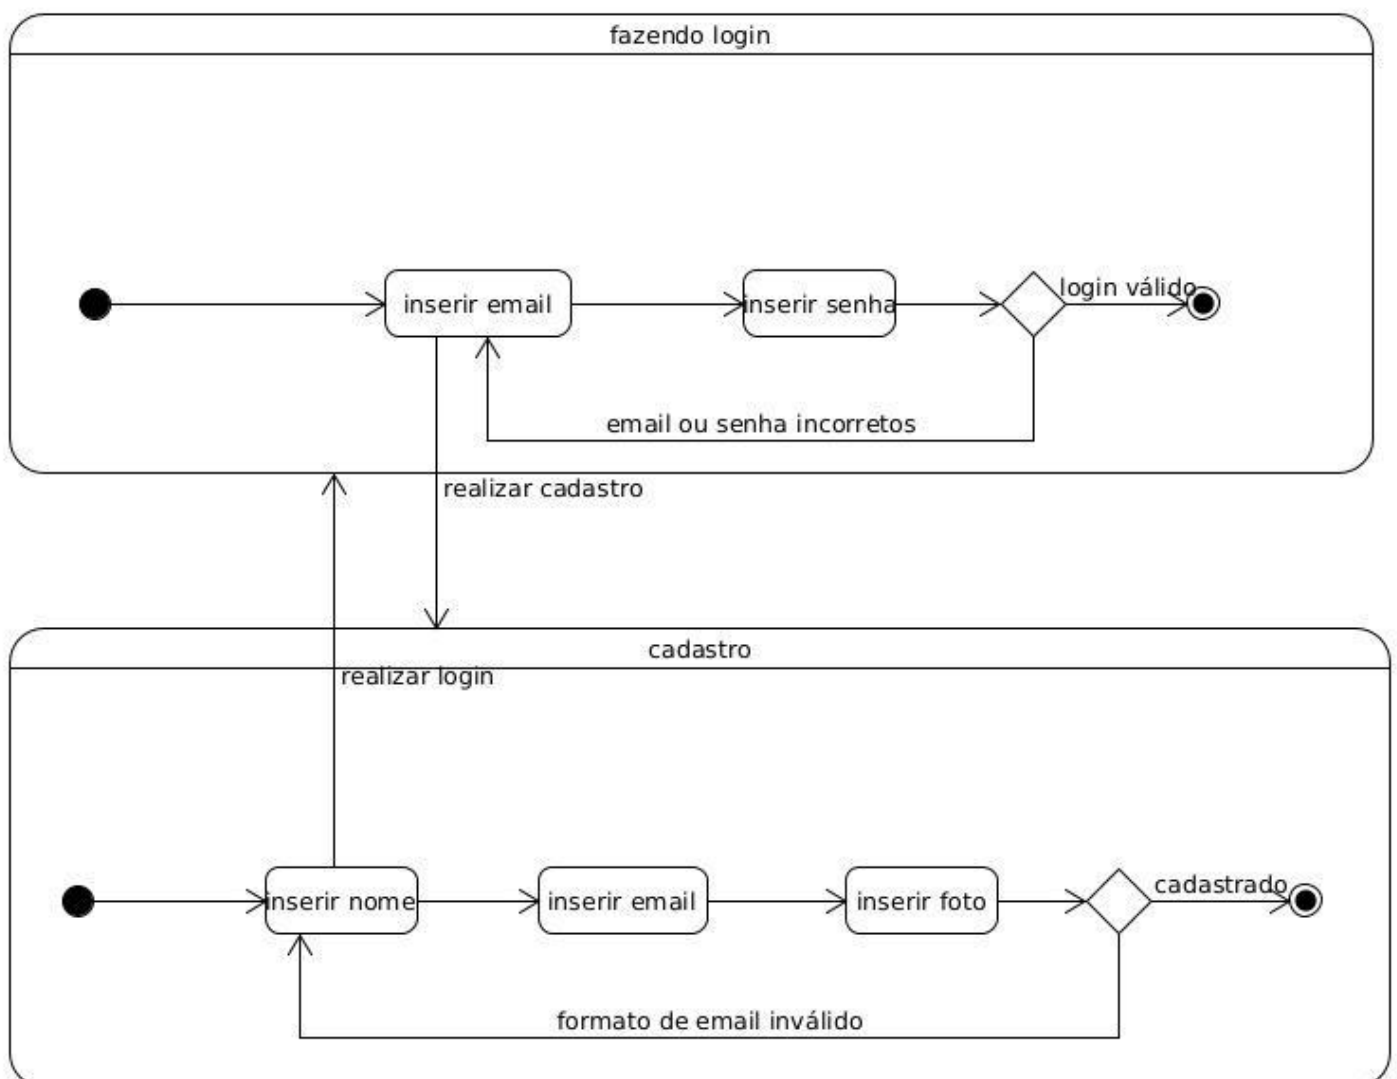 fazendo login
inserir email
inserir senha
login válido
email ou senha incorretos
realizar cadastro
cadastro
realizar login
inserir nome
inserir email
inserir foto
cadastrado
formato de email inválido